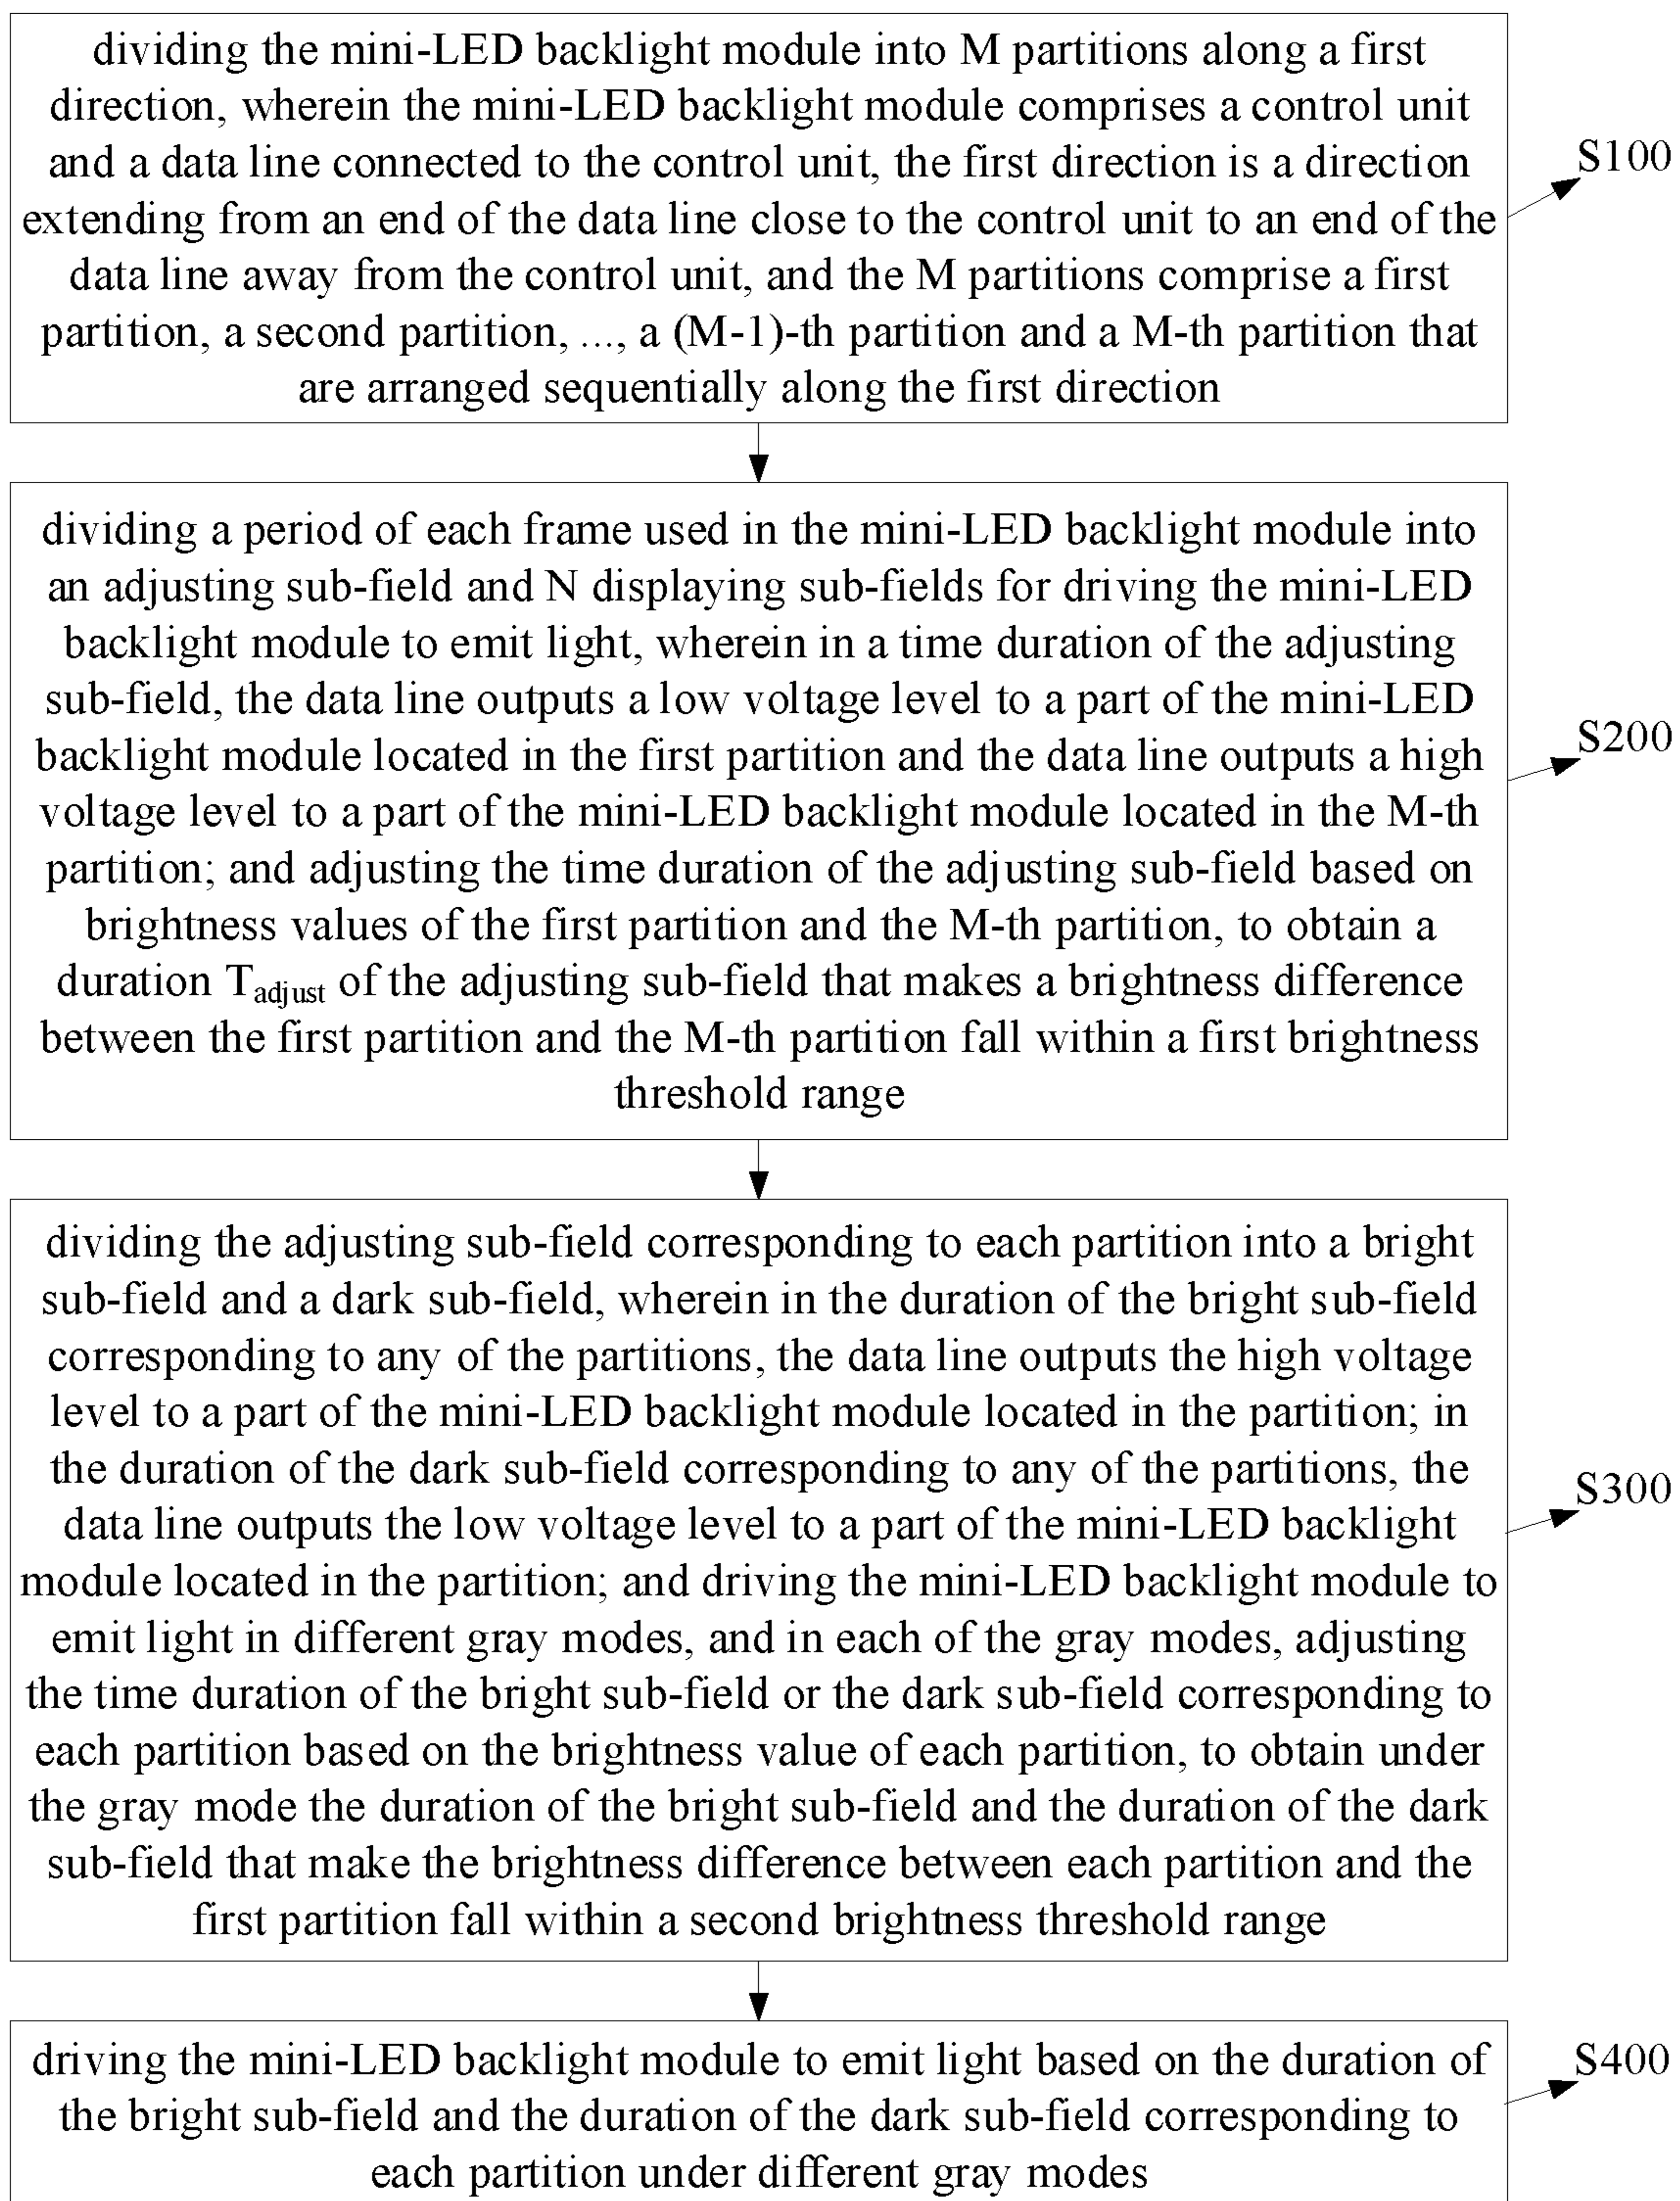 dividing the mini-LED backlight module into M partitions along a first
direction, wherein the mini-LED backlight module comprises a control unit
and a data line connected to the control unit, the first direction is a direction
extending from an end of the data line close to the control unit to an end of the
data line away from the control unit, and the M partitions comprise a first
partition, a second partition, ..., a (M-1)-th partition and a M-th partition that
are arranged sequentially along the first direction
S100
dividing a period of each frame used in the mini-LED backlight module into
an adjusting sub-field and N displaying sub-fields for driving the mini-LED
backlight module to emit light, wherein in a time duration of the adjusting
sub-field, the data line outputs a low voltage level to a part of the mini-LED
backlight module located in the first partition and the data line outputs a high
voltage level to a part of the mini-LED backlight module located in the M-th
partition; and adjusting the time duration of the adjusting sub-field based on
brightness values of the first partition and the M-th partition, to obtain a
duration Tadjust of the adjusting sub-field that makes a brightness difference
between the first partition and the M-th partition fall within a first brightness
threshold range
S200
dividing the adjusting sub-field corresponding to each partition into a bright
sub-field and a dark sub-field, wherein in the duration of the bright sub-field
corresponding to any of the partitions, the data line outputs the high voltage
level to a part of the mini-LED backlight module located in the partition; in
the duration of the dark sub-field corresponding to any of the partitions, the
data line outputs the low voltage level to a part of the mini-LED backlight
module located in the partition; and driving the mini-LED backlight module to
emit light in different gray modes, and in each of the gray modes, adjusting
the time duration of the bright sub-field or the dark sub-field corresponding to
each partition based on the brightness value of each partition, to obtain under
the gray mode the duration of the bright sub-field and the duration of the dark
sub-field that make the brightness difference between each partition and the
first partition fall within a second brightness threshold range
S300
driving the mini-LED backlight module to emit light based on the duration of
the bright sub-field and the duration of the dark sub-field corresponding to
each partition under different gray modes
S400